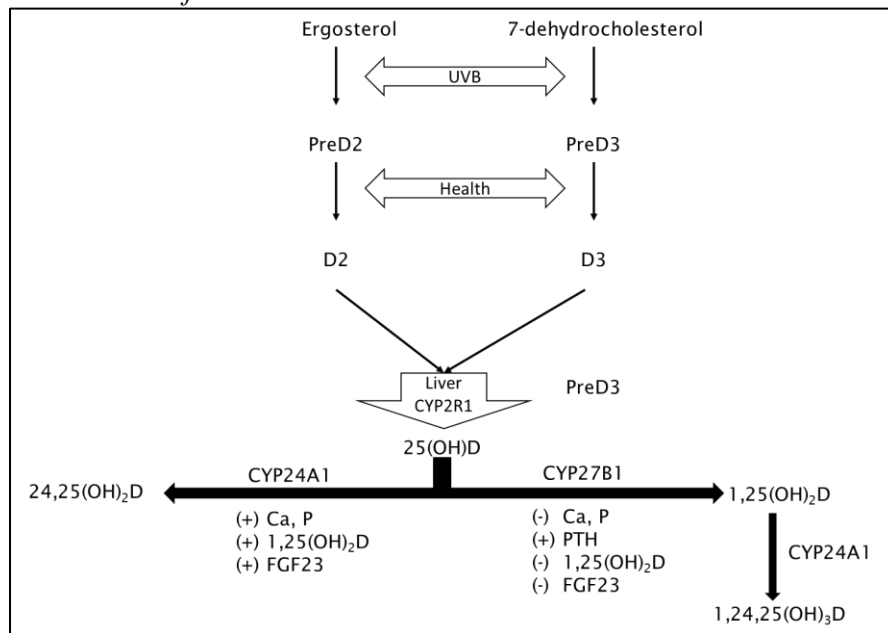 Ergosterol 7-dehydrocholesterol
UVB
PreD2 PreD3
Health
D2 D3
Liver
CYP2R1
PreD3
25(OH)D
CYP24A1 CYP27B1
24,25(OH)₂D 1,25(OH)₂D
(+) Ca, P
(+) 1,25(OH)₂D
(+) FGF23
(-) Ca, P
(+) PTH
(-) 1,25(OH)₂D
(-) FGF23
CYP24A1
1,24,25(OH)₃D